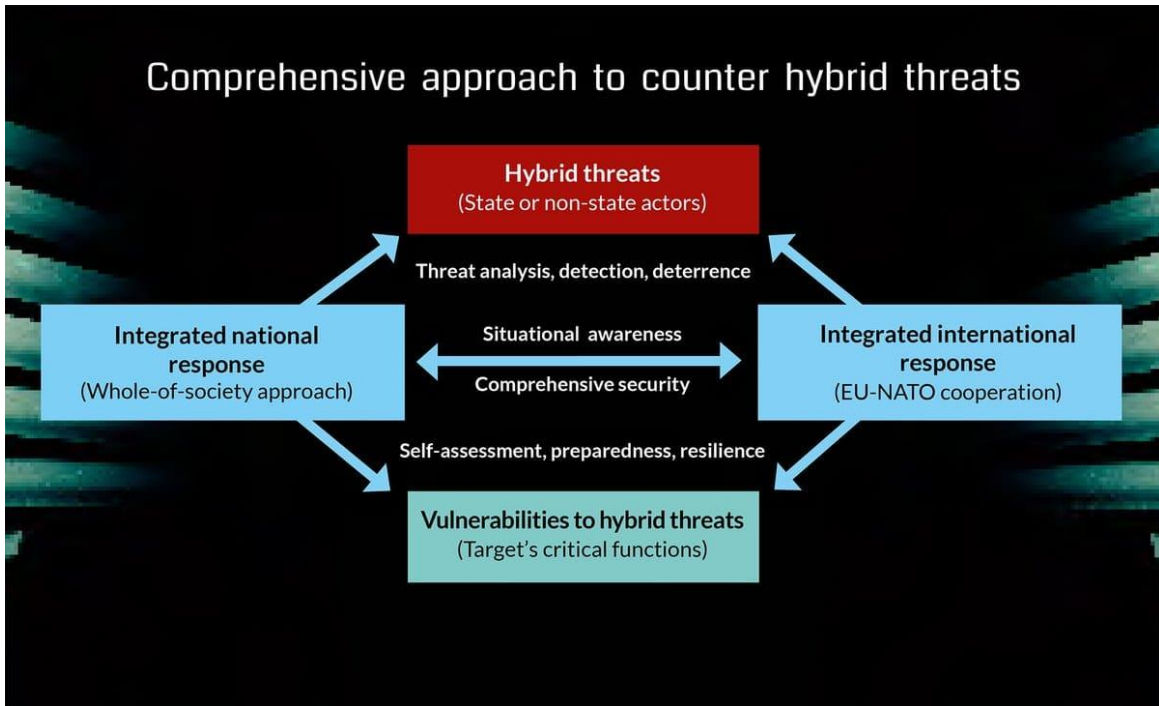 Comprehensive approach to counter hybrid threats
Hybrid threats
(State or non-state actors)
Threat analysis, detection, deterrence
Integrated national
response
(Whole-of-society approach)
Situational awareness
Comprehensive security
Integrated international
response
(EU-NATO cooperation)
Self-assessment, preparedness, resilience
Vulnerabilities to hybrid threats
(Target's critical functions)